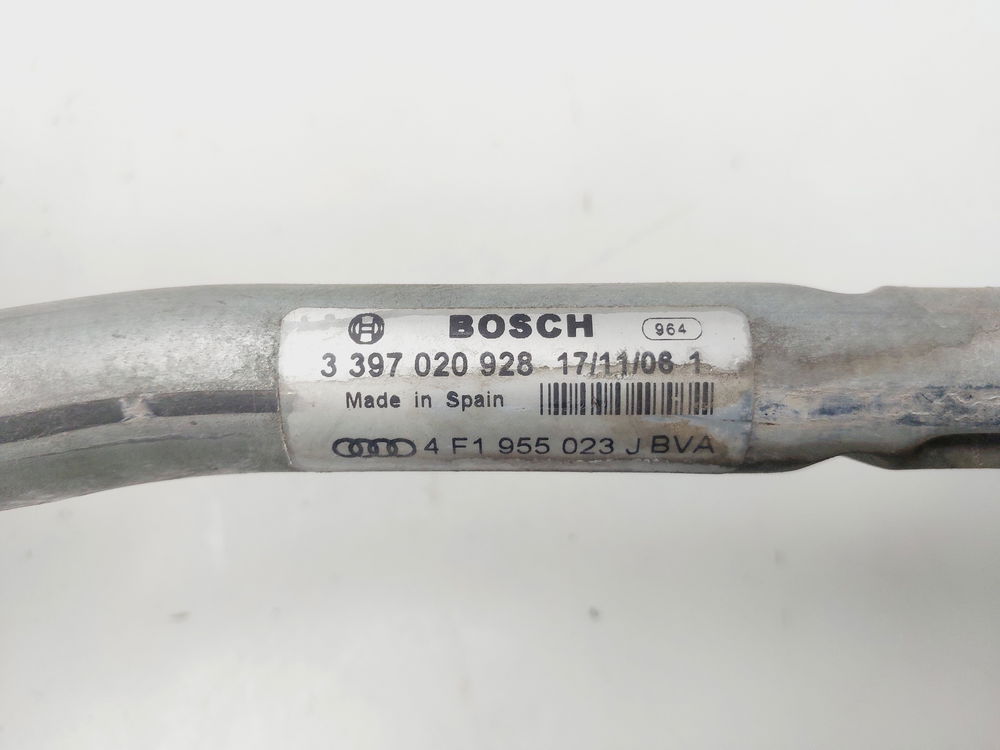 BOSCH 964
3 397 020 928 17/11/06 1
Made in Spain
4 F1 955 023 J BVA